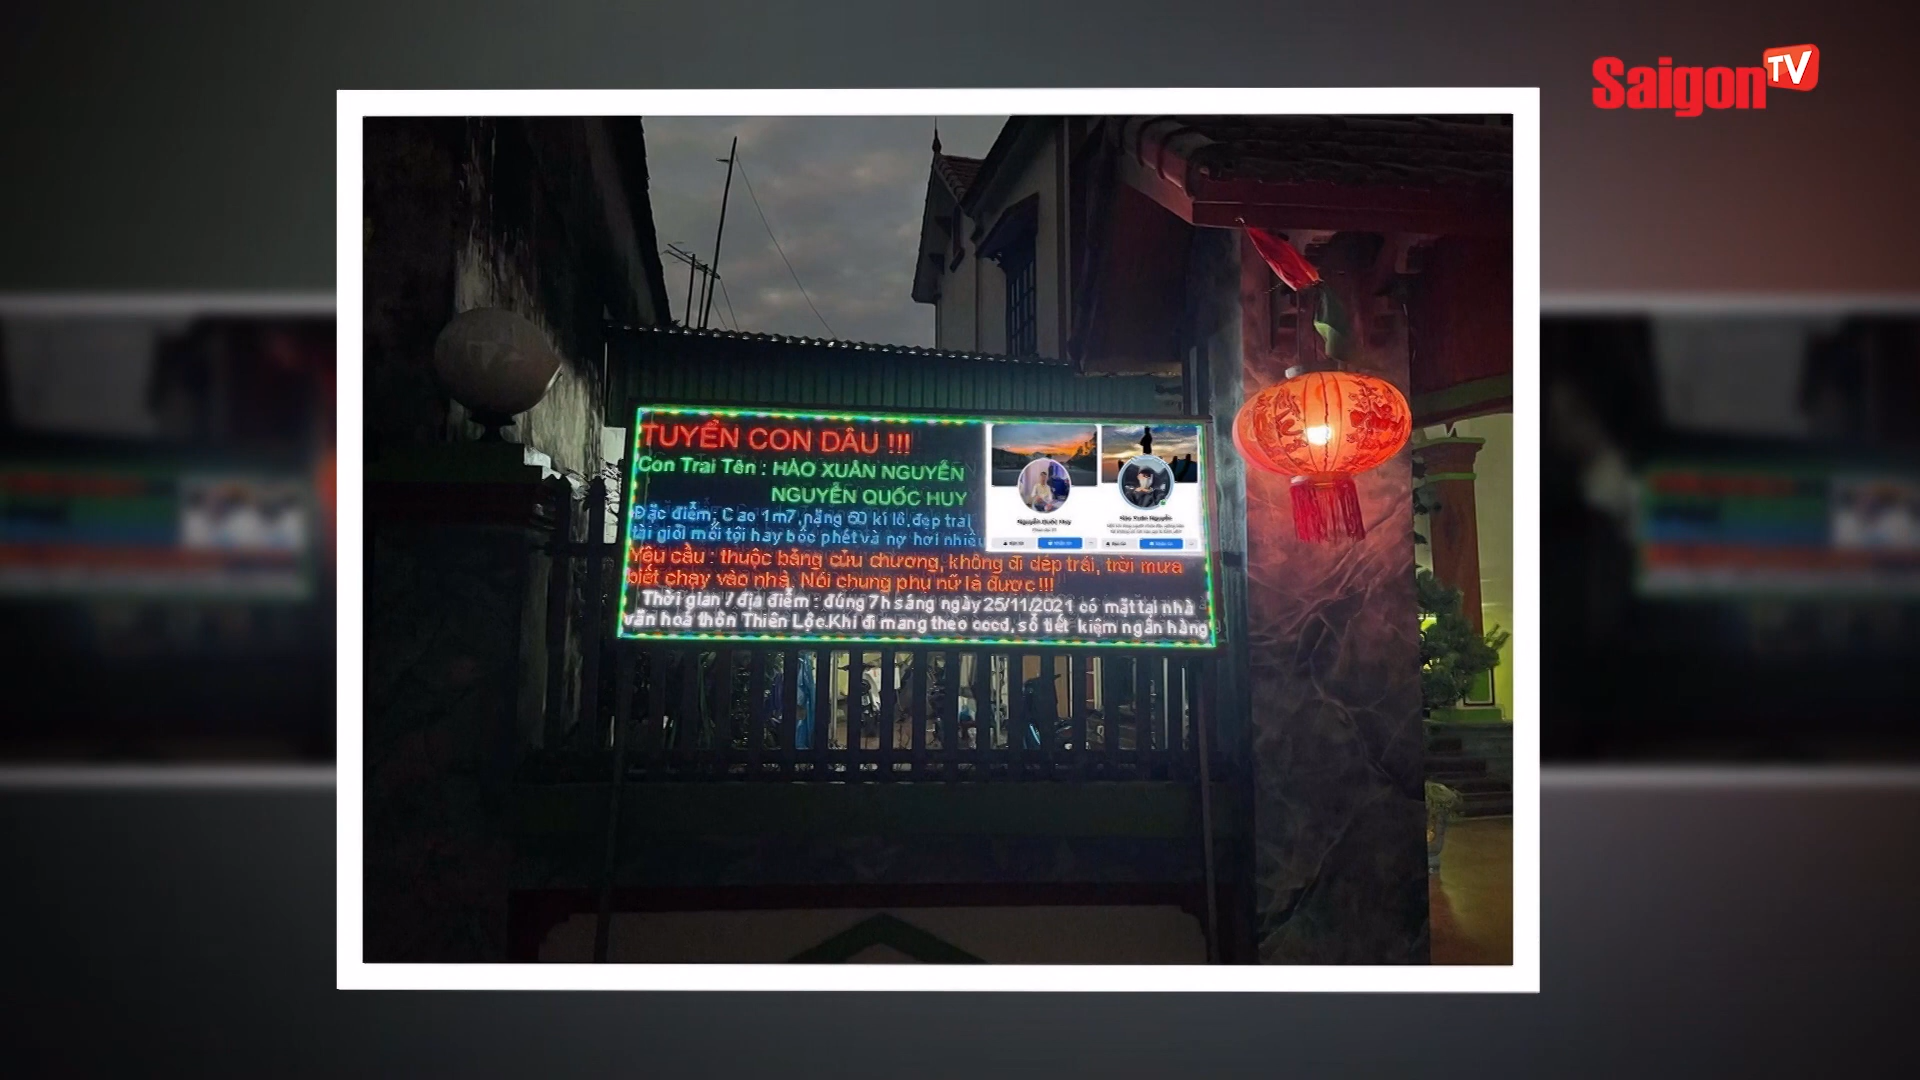 Saigon TV
TUYỂN CON DÂU !!!
Con Trai Tên : HÀO XUÂN NGUYỄN
NGUYỄN QUỐC HUY
Đặc điểm: Cao 1m7,nặng 60 kí lô.đẹp trai
tài giỏi mỗi tội hay bốc phét và nợ hơi nhiều
Yêu cầu : thuộc bảng cửu chương, không đi dép trái, trời mưa
biết chạy vào nhà. Nói chung phụ nữ là được !!!
Thời gian / địa điểm : đúng 7h sáng ngày 25/11/2021 có mặt tại nhà
văn hoá thôn Thiên Lộc.Khi đi mang theo cccd, sổ tiết kiệm ngân hàng
Nguyễn Quốc Huy
Hào Xuân Nguyễn